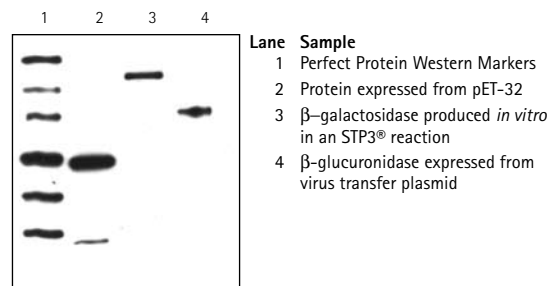 1 2 3 4
Lane Sample
1 Perfect Protein Western Markers
2 Protein expressed from pET-32
3 β–galactosidase produced in vitro
in an STP3® reaction
4 β-glucuronidase expressed from
virus transfer plasmid